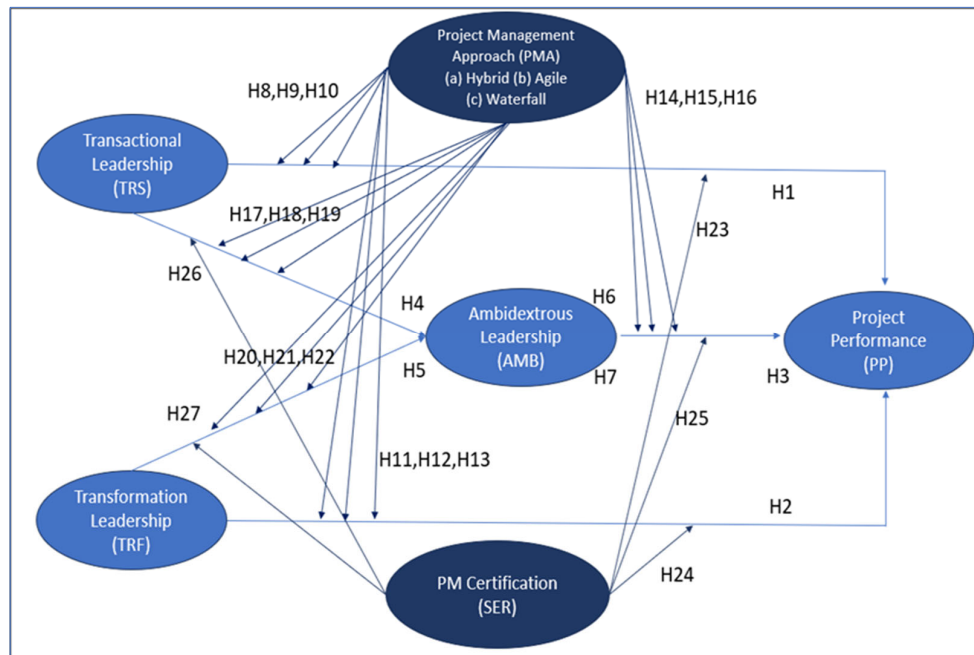 Project Management
Approach (PMA)
(a) Hybrid (b) Agile
(c) Waterfall
H8,H9,H10
H14,H15,H16
Transactional
Leadership
(TRS)
H1
H17,H18,H19
H23
H26
H4
H6
Ambidextrous
Leadership
(AMB)
Project
Performance
(PP)
H20,H21,H22
H5
H7
H3
H27
H25
H11,H12,H13
Transformation
Leadership
(TRF)
H2
H24
PM Certification
(SER)